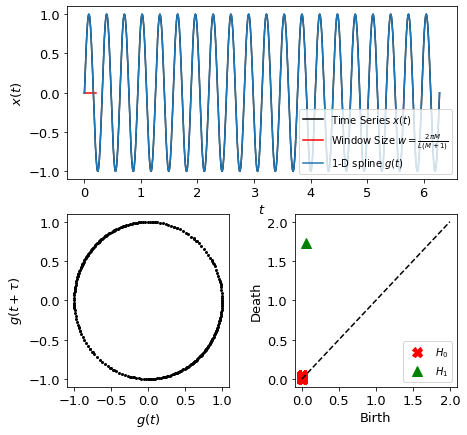 1.0
0.5
0.0
−0.5
−1.0
x(t)
Time Series x(t)
Window Size w = 2πM / L(M+1)
1-D spline g(t)
0 1 2 3 4 5 6
t
1.0
0.5
0.0
−0.5
−1.0
g(t + τ)
−1.0 −0.5 0.0 0.5 1.0
g(t)
2.0
1.5
1.0
0.5
0.0
Death
H₀
H₁
0.0 0.5 1.0 1.5 2.0
Birth